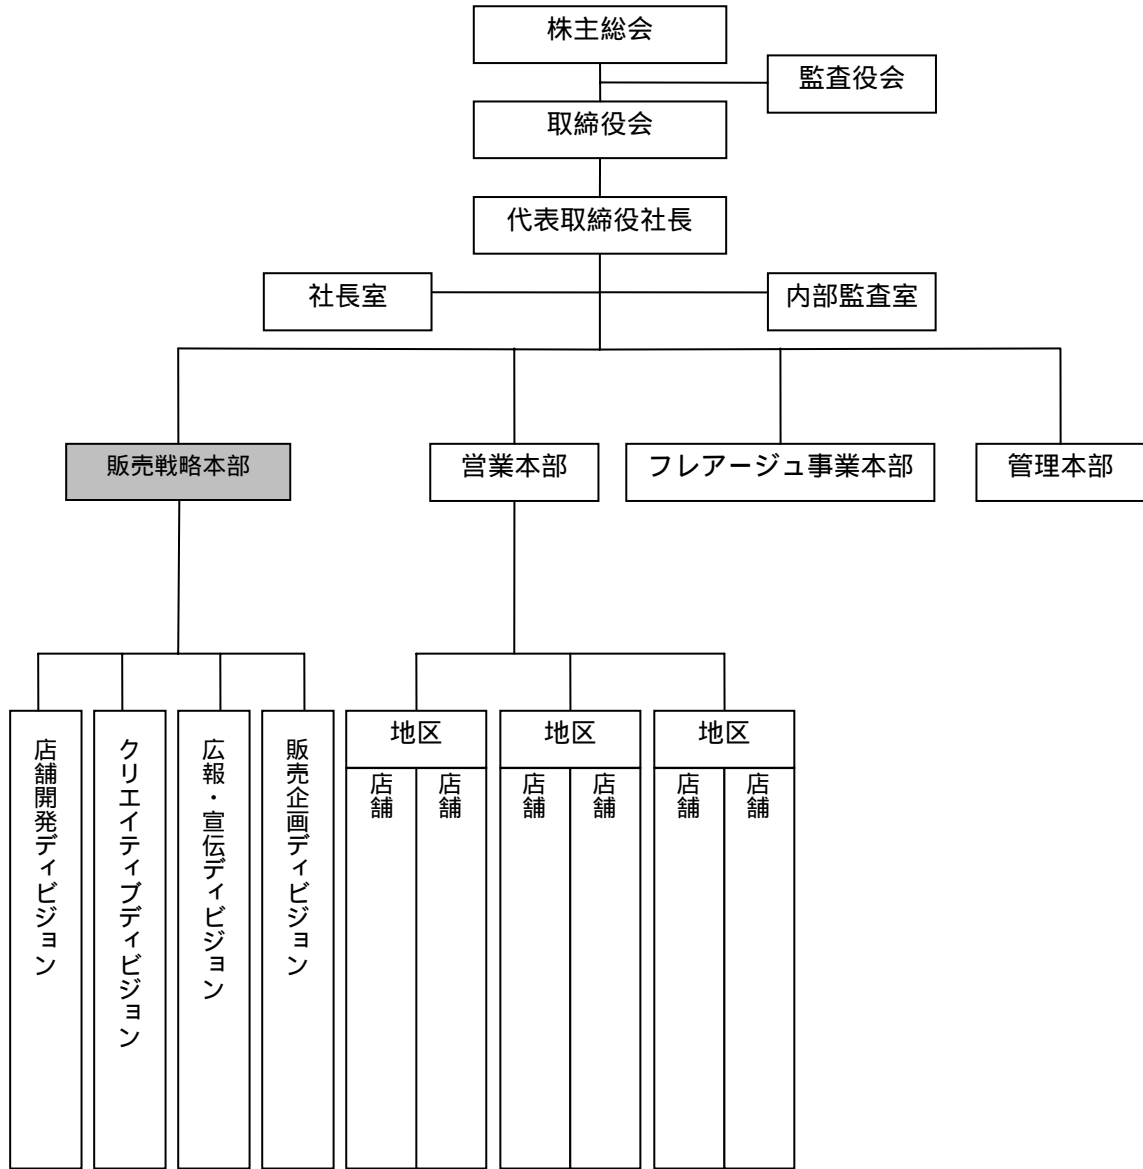 株主総会
監査役会
取締役会
代表取締役社長
社長室
内部監査室
販売戦略本部
営業本部
フレアージュ事業本部
管理本部
店舗開発ディビジョン
クリエイティブディビジョン
広報・宣伝ディビジョン
販売企画ディビジョン
地区
店舗
店舗
地区
店舗
店舗
地区
店舗
店舗